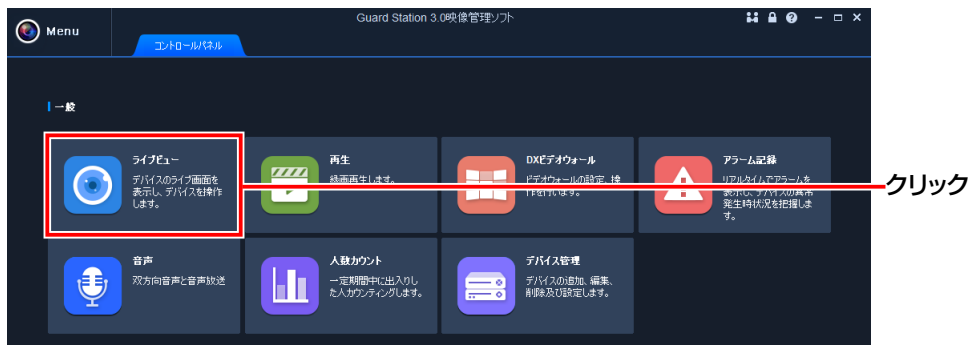 Guard Station 3.0映像管理ソフト
Menu
コントロールパネル
一般
ライブビュー
デバイスのライブ画面を
表示し、デバイスを操作
します。
再生
録画再生します。
DXビデオウォール
ビデオウォールの設定、操
作を行います。
アラーム記録
リアルタイムでアラームを
表示し、デバイスの異常
発生時状況を把握しま
す。
クリック
音声
双方向音声と音声放送
人数カウント
一定期間中に出入りし
た人カウンティングします。
デバイス管理
デバイスの追加、編集、
削除及び設定します。